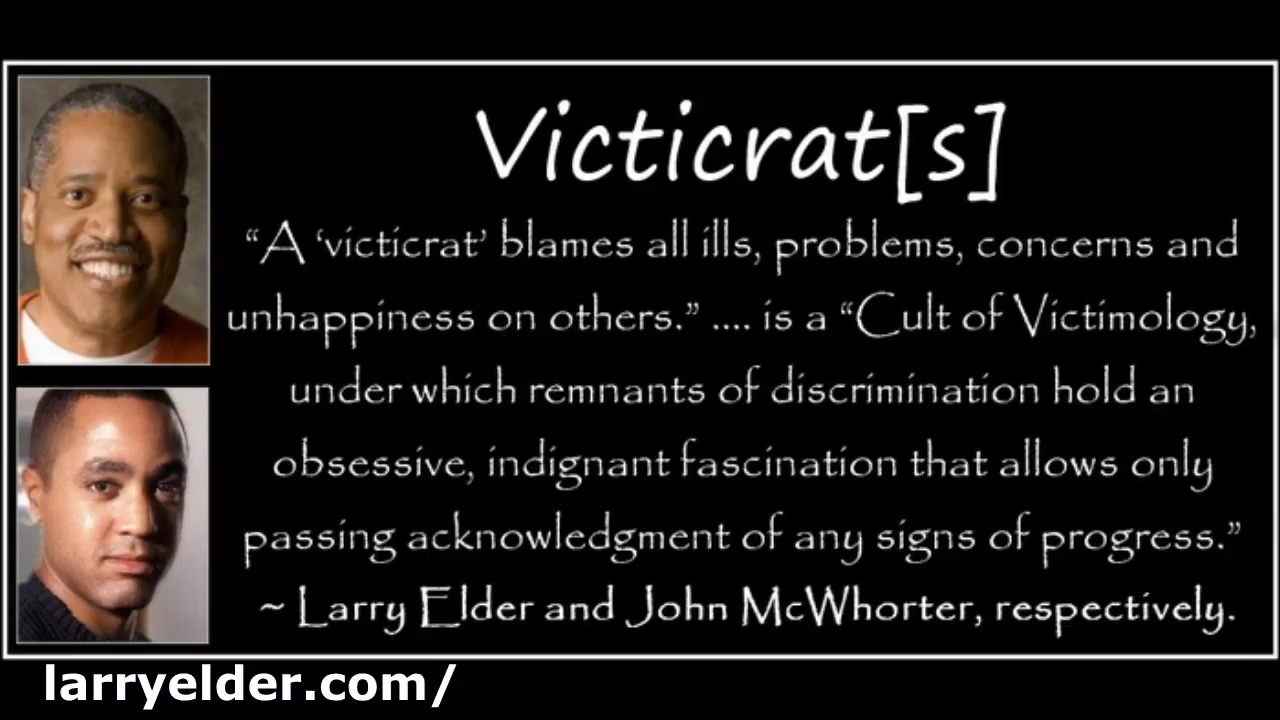 Victicrat[s]
“A ‘victicrat’ blames all ills, problems, concerns and
unhappiness on others.” .... is a “Cult of Victimology,
under which remnants of discrimination hold an
obsessive, indignant fascination that allows only
passing acknowledgment of any signs of progress.”
~ Larry Elder and John McWhorter, respectively.
larryelder.com/